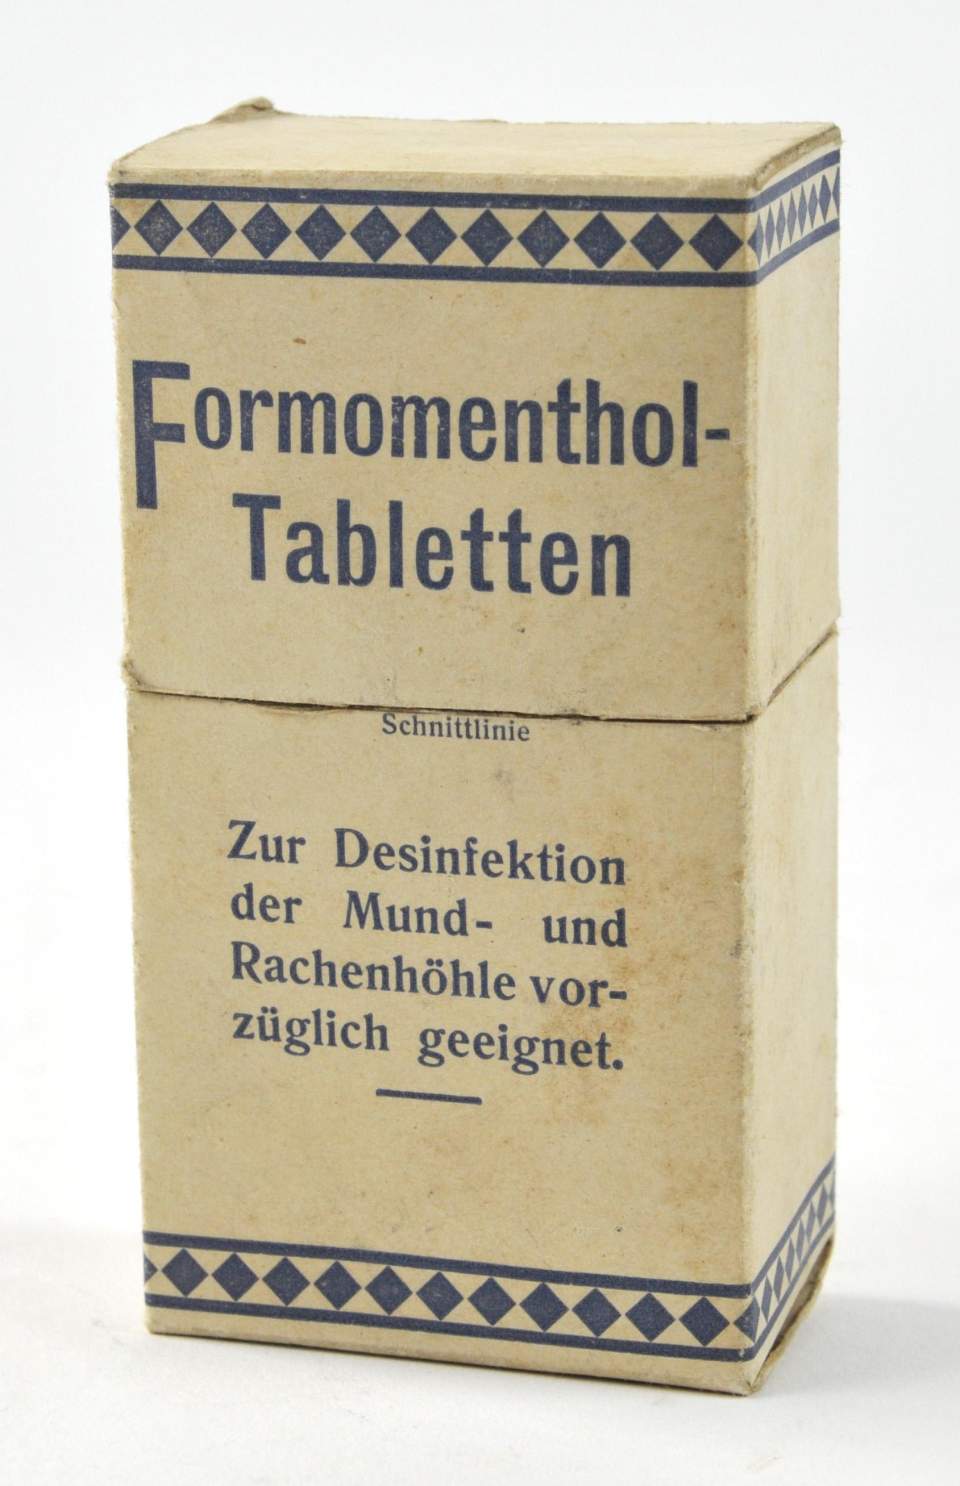 Formomenthol-
Tabletten
Schnittlinie
Zur Desinfektion
der Mund- und
Rachenhöhle vor-
züglich geeignet.